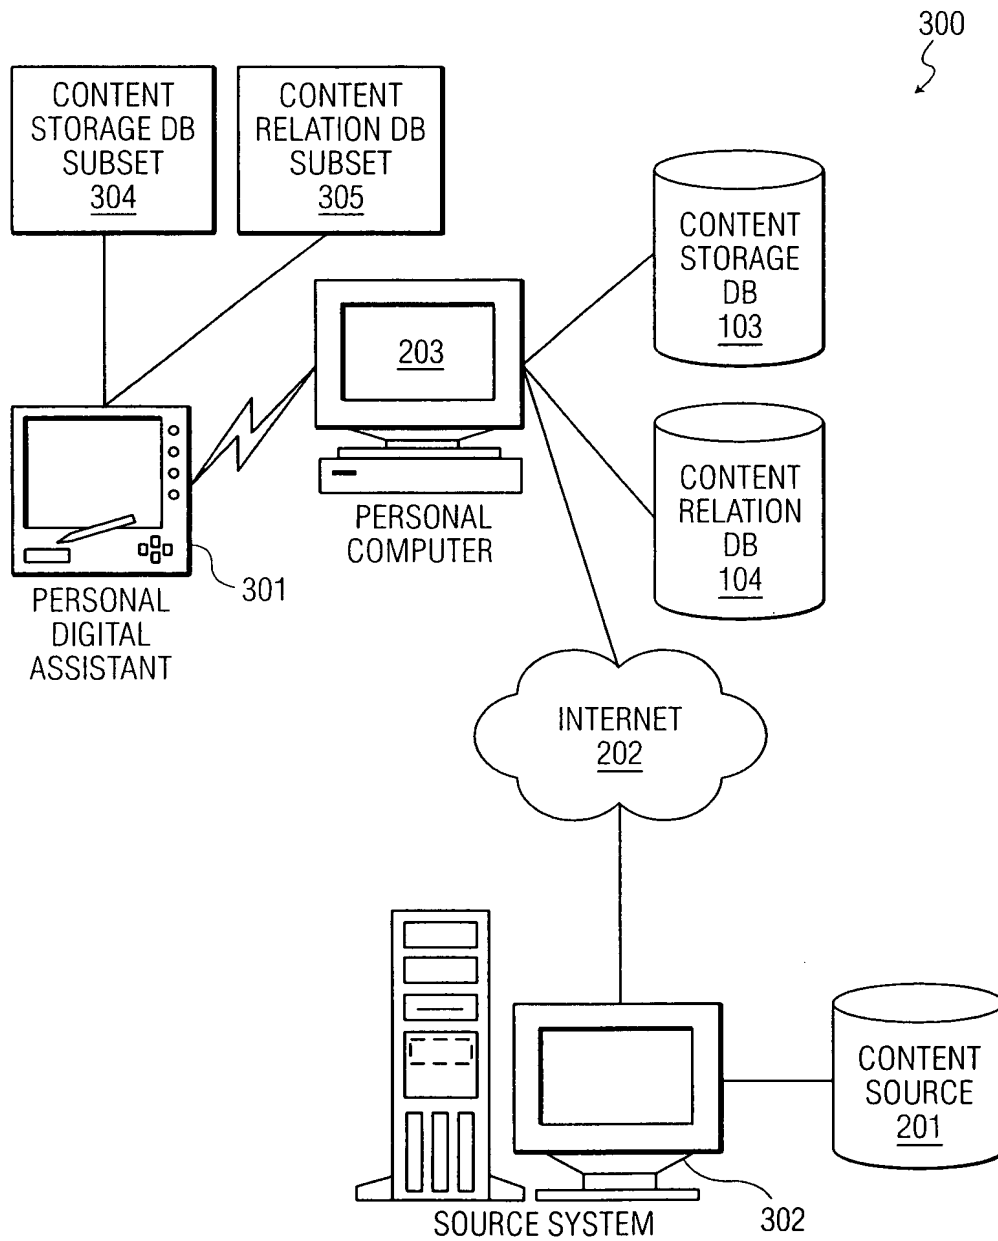 300
CONTENT
STORAGE DB
SUBSET
304
CONTENT
RELATION DB
SUBSET
305
CONTENT
STORAGE
DB
103
203
CONTENT
RELATION
DB
104
PERSONAL
COMPUTER
301
PERSONAL
DIGITAL
ASSISTANT
INTERNET
202
CONTENT
SOURCE
201
302
SOURCE SYSTEM